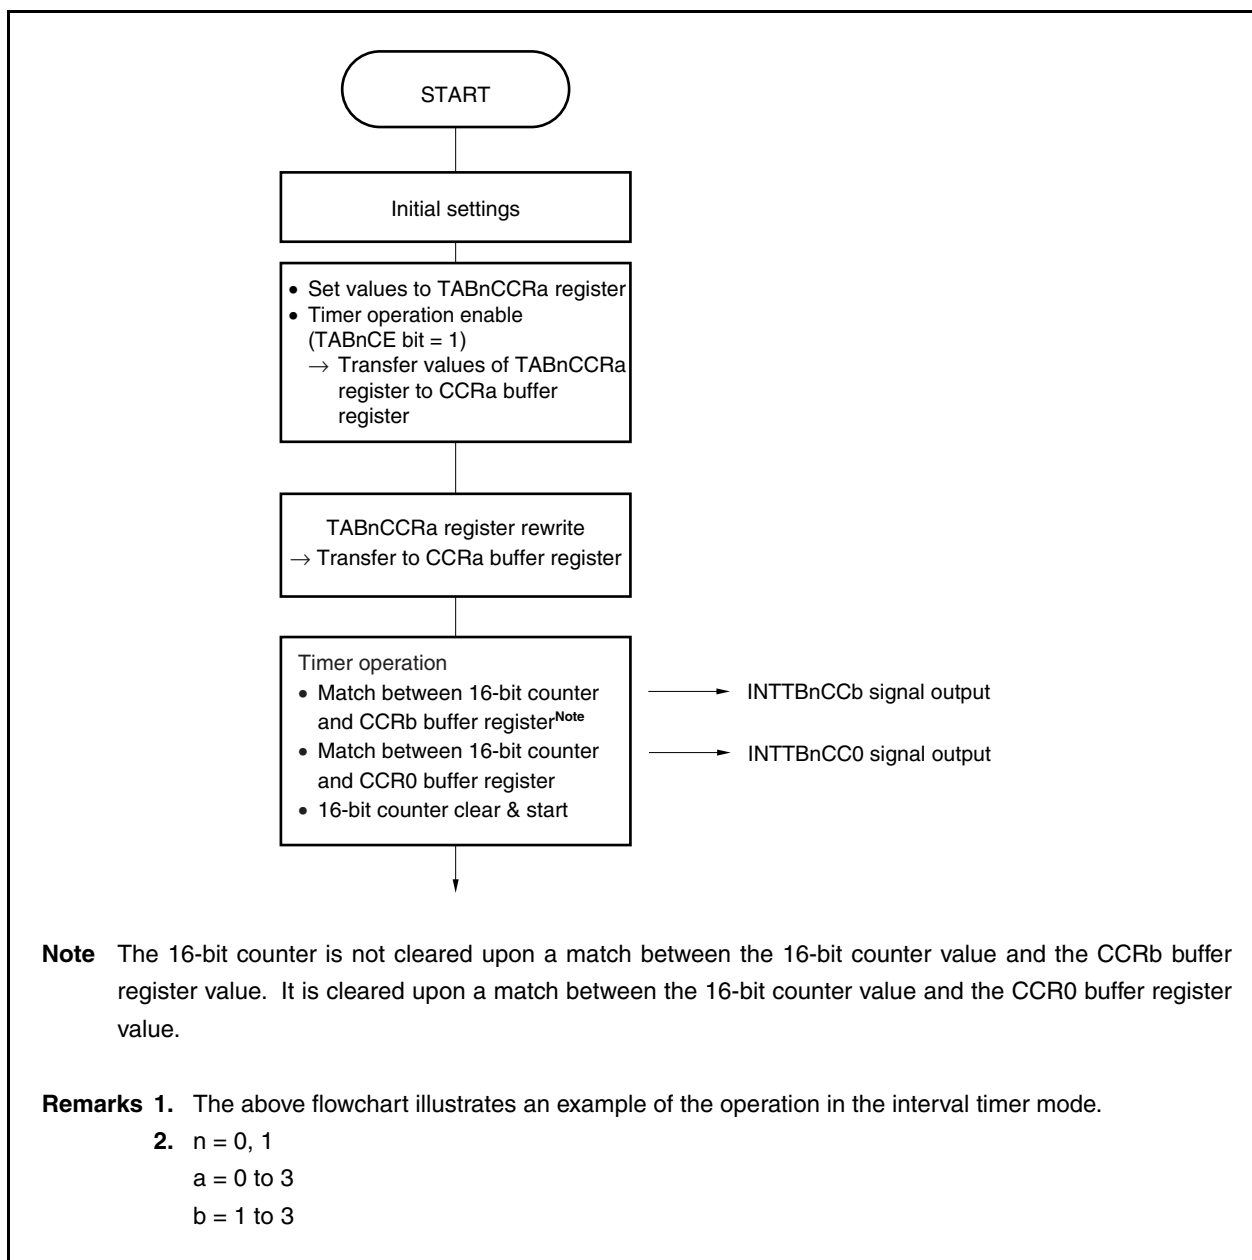 START
Initial settings
• Set values to TABnCCRa register
• Timer operation enable
(TABnCE bit = 1)
→ Transfer values of TABnCCRa
register to CCRa buffer
register
TABnCCRa register rewrite
→ Transfer to CCRa buffer register
Timer operation
• Match between 16-bit counter
and CCRb buffer registerNote
• Match between 16-bit counter
and CCR0 buffer register
• 16-bit counter clear & start
INTTBnCCb signal output
INTTBnCC0 signal output
Note The 16-bit counter is not cleared upon a match between the 16-bit counter value and the CCRb buffer
register value. It is cleared upon a match between the 16-bit counter value and the CCR0 buffer register
value.
Remarks 1. The above flowchart illustrates an example of the operation in the interval timer mode.
2. n = 0, 1
a = 0 to 3
b = 1 to 3